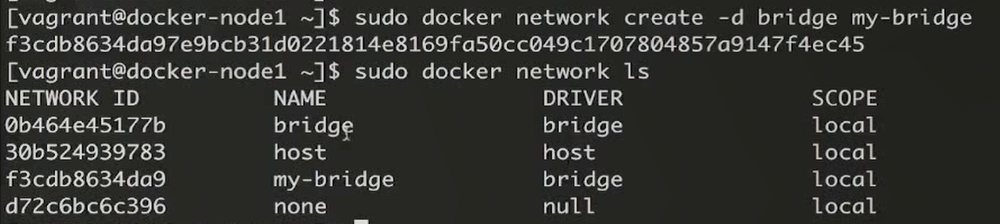 [vagrant@docker-node1 ~]$ sudo docker network create -d bridge my-bridge
f3cdb8634da97e9bcb31d0221814e8169fa50cc049c1707804857a9147f4ec45
[vagrant@docker-node1 ~]$ sudo docker network ls
NETWORK ID NAME DRIVER SCOPE
0b464e45177b bridge bridge local
30b524939783 host host local
f3cdb8634da9 my-bridge bridge local
d72c6bc6c396 none null local